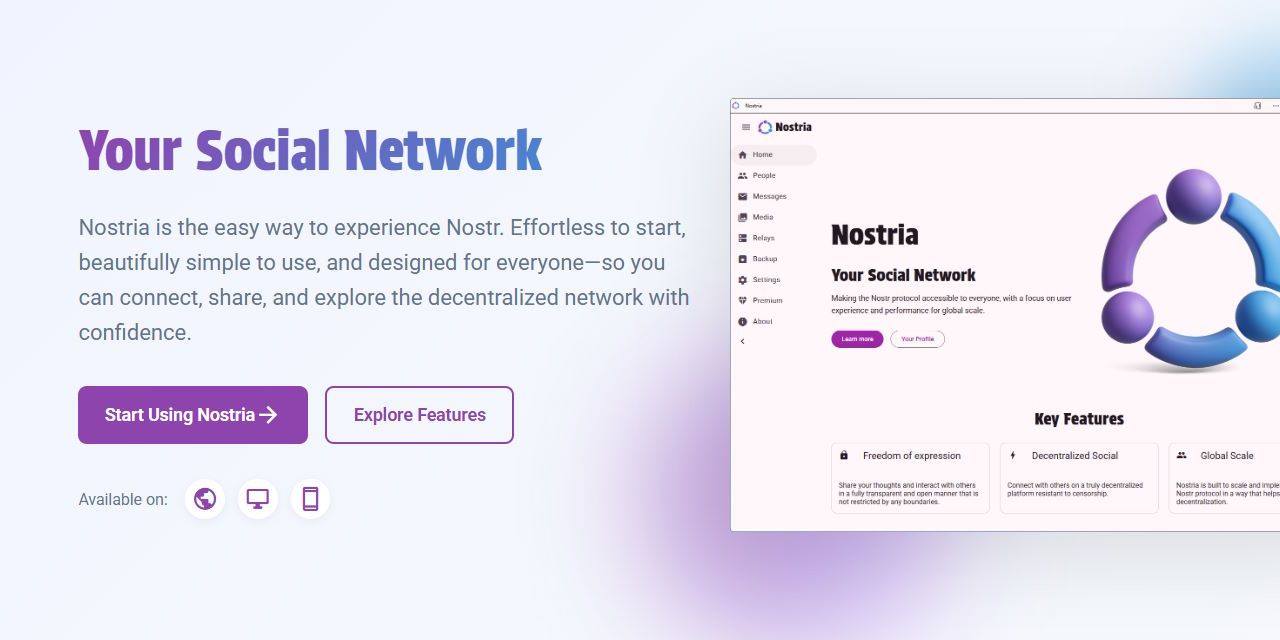 Your Social Network
Nostria is the easy way to experience Nostr. Effortless to start,
beautifully simple to use, and designed for everyone—so you
can connect, share, and explore the decentralized network with
confidence.
Start Using Nostria
Explore Features
Available on:
Nostria
Nostria
Home
People
Messages
Media
Relays
Backup
Settings
Premium
About
Nostria
Your Social Network
Making the Nostr protocol accessible to everyone, with a focus on user
experience and performance for global scale.
Learn more
Your Profile
Key Features
Freedom of expression
Share your thoughts and interact with others
in a fully transparent and open manner that is
not restricted by any boundaries.
Decentralized Social
Connect with others on a truly decentralized
platform resistant to censorship.
Global Scale
Nostria is built to scale and imple
Nostr protocol in a way that helps
decentralization.